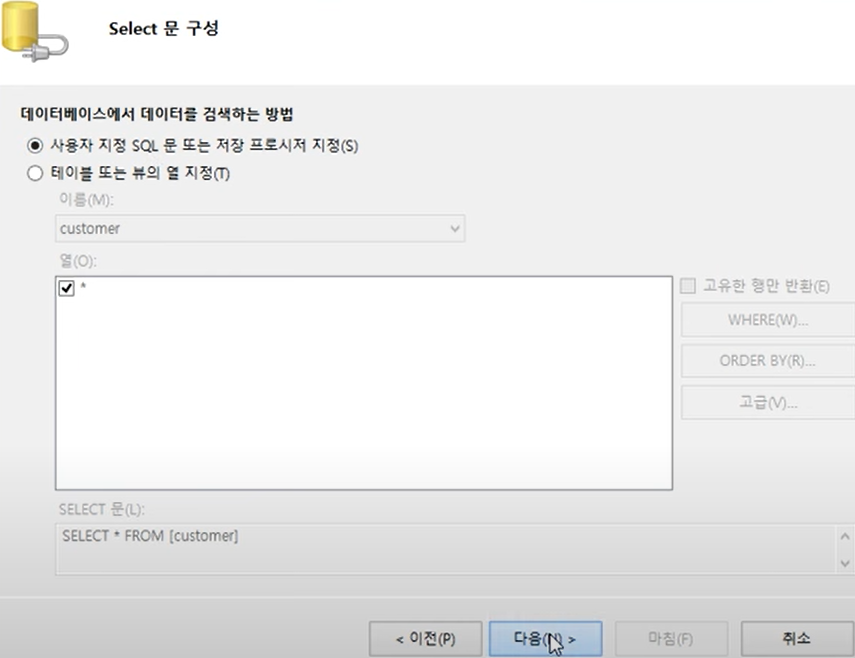 Select 문 구성
데이터베이스에서 데이터를 검색하는 방법
사용자 지정 SQL 문 또는 저장 프로시저 지정(S)
테이블 또는 뷰의 열 지정(T)
이름(M):
customer
열(O):
*
고유한 행만 반환(E)
WHERE(W)...
ORDER BY(R)...
고급(V)...
SELECT 문(L):
SELECT * FROM [customer]
< 이전(P)
다음(N) >
마침(F)
취소